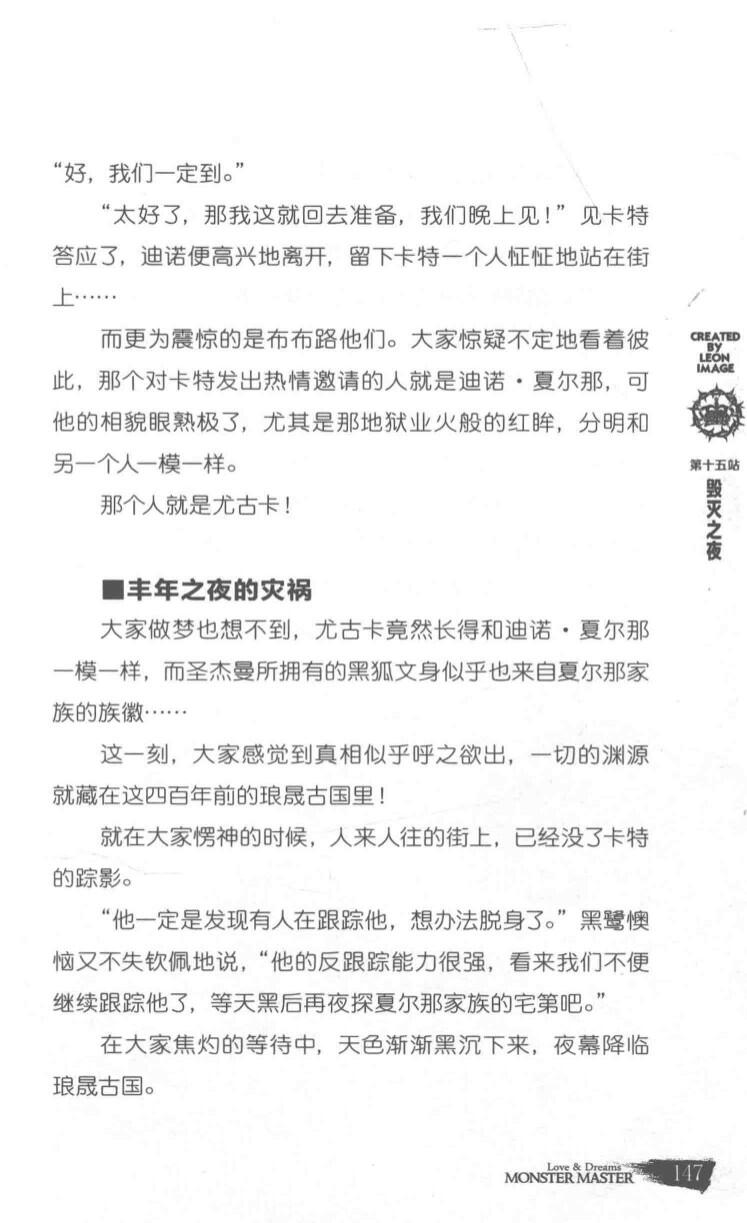 “好，我们一定到。”
“太好了，那我这就回去准备，我们晚上见！”见卡特
答应了，迪诺便高兴地离开，留下卡特一个人怔怔地站在街
上……
而更为震惊的是布布路他们。大家惊疑不定地看着彼
此，那个对卡特发出热情邀请的人就是迪诺·夏尔那，可
他的相貌眼熟极了，尤其是那地狱业火般的红眸，分明和
另一个人一模一样。
那个人就是尤古卡！
■丰年之夜的灾祸
大家做梦也想不到，尤古卡竟然长得和迪诺·夏尔那
一模一样，而圣杰曼所拥有的黑狐文身似乎也来自夏尔那家
族的族徽……
这一刻，大家感觉到真相似乎呼之欲出，一切的渊源
就藏在这四百年前的琅晟古国里！
就在大家愣神的时候，人来人往的街上，已经没了卡特
的踪影。
“他一定是发现有人在跟踪他，想办法脱身了。”黑鹭懊
恼又不失钦佩地说，“他的反跟踪能力很强，看来我们不便
继续跟踪他了，等天黑后再夜探夏尔那家族的宅第吧。”
在大家焦灼的等待中，天色渐渐黑沉下来，夜幕降临
琅晟古国。
CREATED
BY
LEON
IMAGE
第十五站
毁灭之夜
Love & Dreams
MONSTER MASTER
147